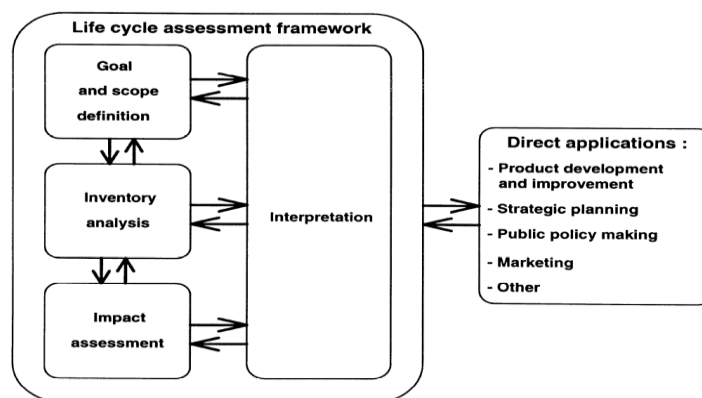 Life cycle assessment framework
Goal
and scope
definition
Inventory
analysis
Impact
assessment
Interpretation
Direct applications :
- Product development
and improvement
- Strategic planning
- Public policy making
- Marketing
- Other